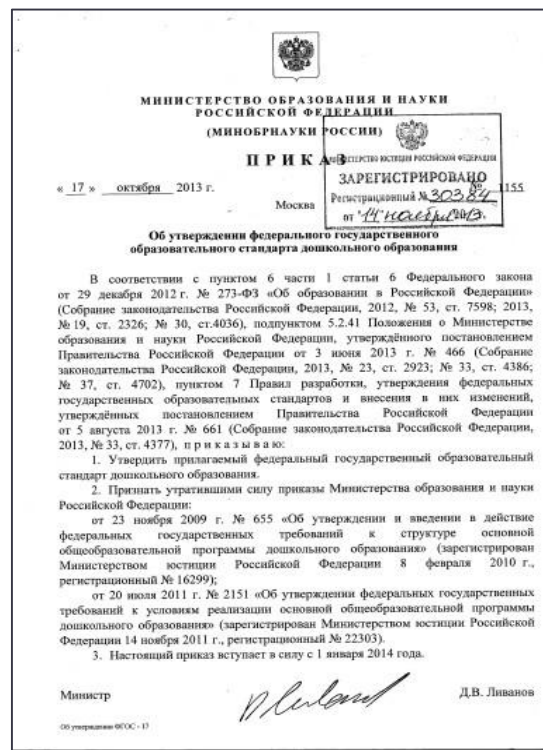 МИНИСТЕРСТВО ОБРАЗОВАНИЯ И НАУКИ
РОССИЙСКОЙ ФЕДЕРАЦИИ
(МИНОБРНАУКИ РОССИИ)
П Р И К А З
МИНИСТЕРСТВО ЮСТИЦИИ РОССИЙСКОЙ ФЕДЕРАЦИИ
ЗАРЕГИСТРИРОВАНО
Регистрационный № 30384
от "14" ноября 2013.
« 17 » октября 2013 г.
№ 1155
Москва
Об утверждении федерального государственного
образовательного стандарта дошкольного образования
В соответствии с пунктом 6 части 1 статьи 6 Федерального закона
от 29 декабря 2012 г. № 273-ФЗ «Об образовании в Российской Федерации»
(Собрание законодательства Российской Федерации, 2012, № 53, ст. 7598; 2013,
№ 19, ст. 2326; № 30, ст.4036), подпунктом 5.2.41 Положения о Министерстве
образования и науки Российской Федерации, утверждённого постановлением
Правительства Российской Федерации от 3 июня 2013 г. № 466 (Собрание
законодательства Российской Федерации, 2013, № 23, ст. 2923; № 33, ст. 4386;
№ 37, ст. 4702), пунктом 7 Правил разработки, утверждения федеральных
государственных образовательных стандартов и внесения в них изменений,
утверждённых постановлением Правительства Российской Федерации
от 5 августа 2013 г. № 661 (Собрание законодательства Российской Федерации,
2013, № 33, ст. 4377), п р и к а з ы в а ю:
1. Утвердить прилагаемый федеральный государственный образовательный
стандарт дошкольного образования.
2. Признать утратившими силу приказы Министерства образования и науки
Российской Федерации:
от 23 ноября 2009 г. № 655 «Об утверждении и введении в действие
федеральных государственных требований к структуре основной
общеобразовательной программы дошкольного образования» (зарегистрирован
Министерством юстиции Российской Федерации 8 февраля 2010 г.,
регистрационный № 16299);
от 20 июля 2011 г. № 2151 «Об утверждении федеральных государственных
требований к условиям реализации основной общеобразовательной программы
дошкольного образования» (зарегистрирован Министерством юстиции Российской
Федерации 14 ноября 2011 г., регистрационный № 22303).
3. Настоящий приказ вступает в силу с 1 января 2014 года.
Министр
Д.В. Ливанов
Об утверждении ФГОС - 17